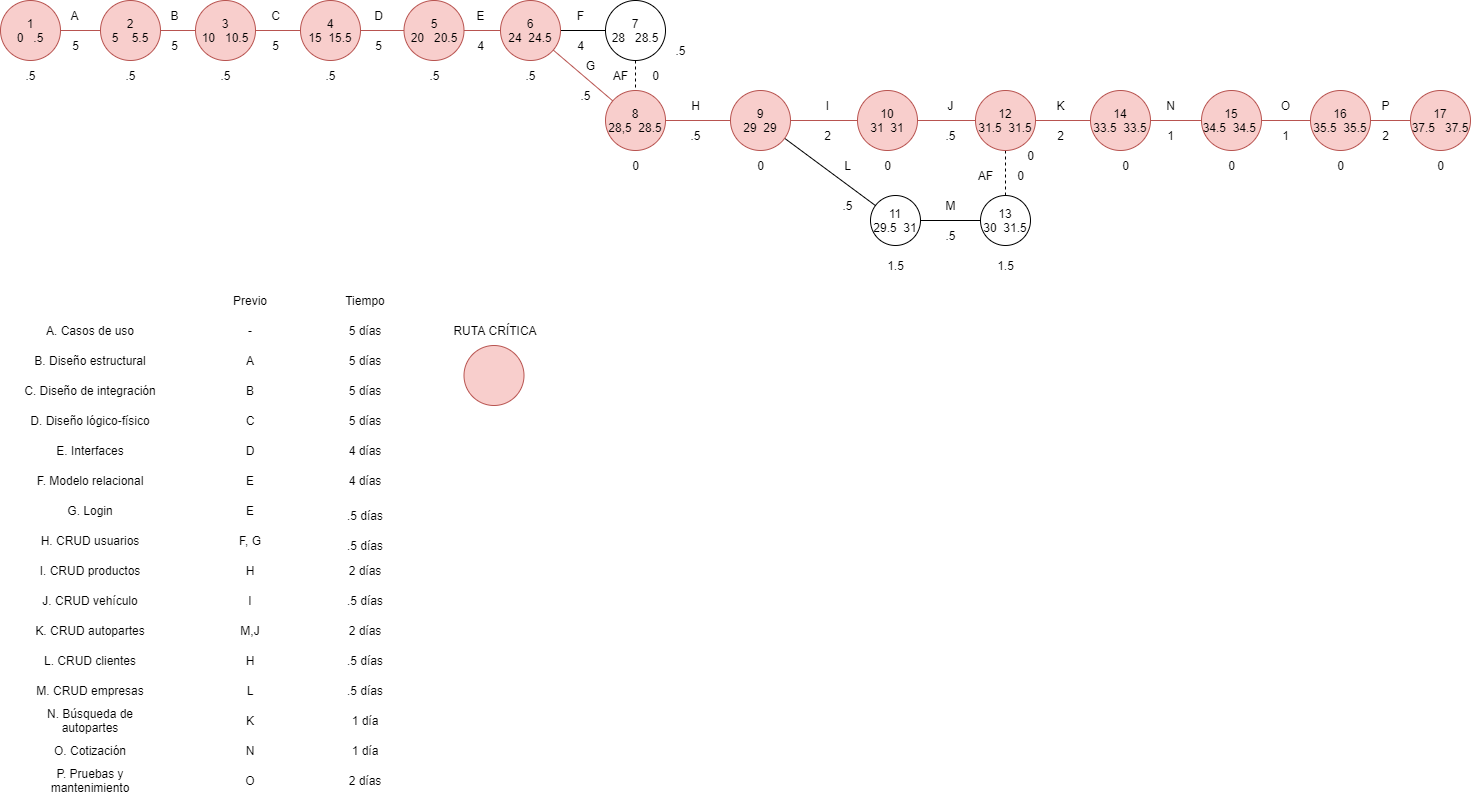 A B C D E F
1 2 3 4 5 6 7
0 .5 5 5.5 10 10.5 15 15.5 20 20.5 24 24.5 28 28.5
5 5 5 5 4 4 .5
G
.5 .5 .5 .5 .5 .5 AF 0
.5
H I J K N O P
8 9 10 12 14 15 16 17
28,5 28.5 29 29 31 31 31.5 31.5 33.5 33.5 34.5 34.5 35.5 35.5 37.5 37.5
.5 2 .5 2 1 1 2
0
0 0 L 0 0 0 0 0
AF 0
.5 M
11 13
29.5 31 30 31.5
.5
1.5 1.5
Previo Tiempo
A. Casos de uso - 5 días RUTA CRÍTICA
B. Diseño estructural A 5 días
C. Diseño de integración B 5 días
D. Diseño lógico-físico C 5 días
E. Interfaces D 4 días
F. Modelo relacional E 4 días
G. Login E .5 días
H. CRUD usuarios F, G .5 días
I. CRUD productos H 2 días
J. CRUD vehículo I .5 días
K. CRUD autopartes M,J 2 días
L. CRUD clientes H .5 días
M. CRUD empresas L .5 días
N. Búsqueda de
autopartes K 1 día
O. Cotización N 1 día
P. Pruebas y
mantenimiento O 2 días